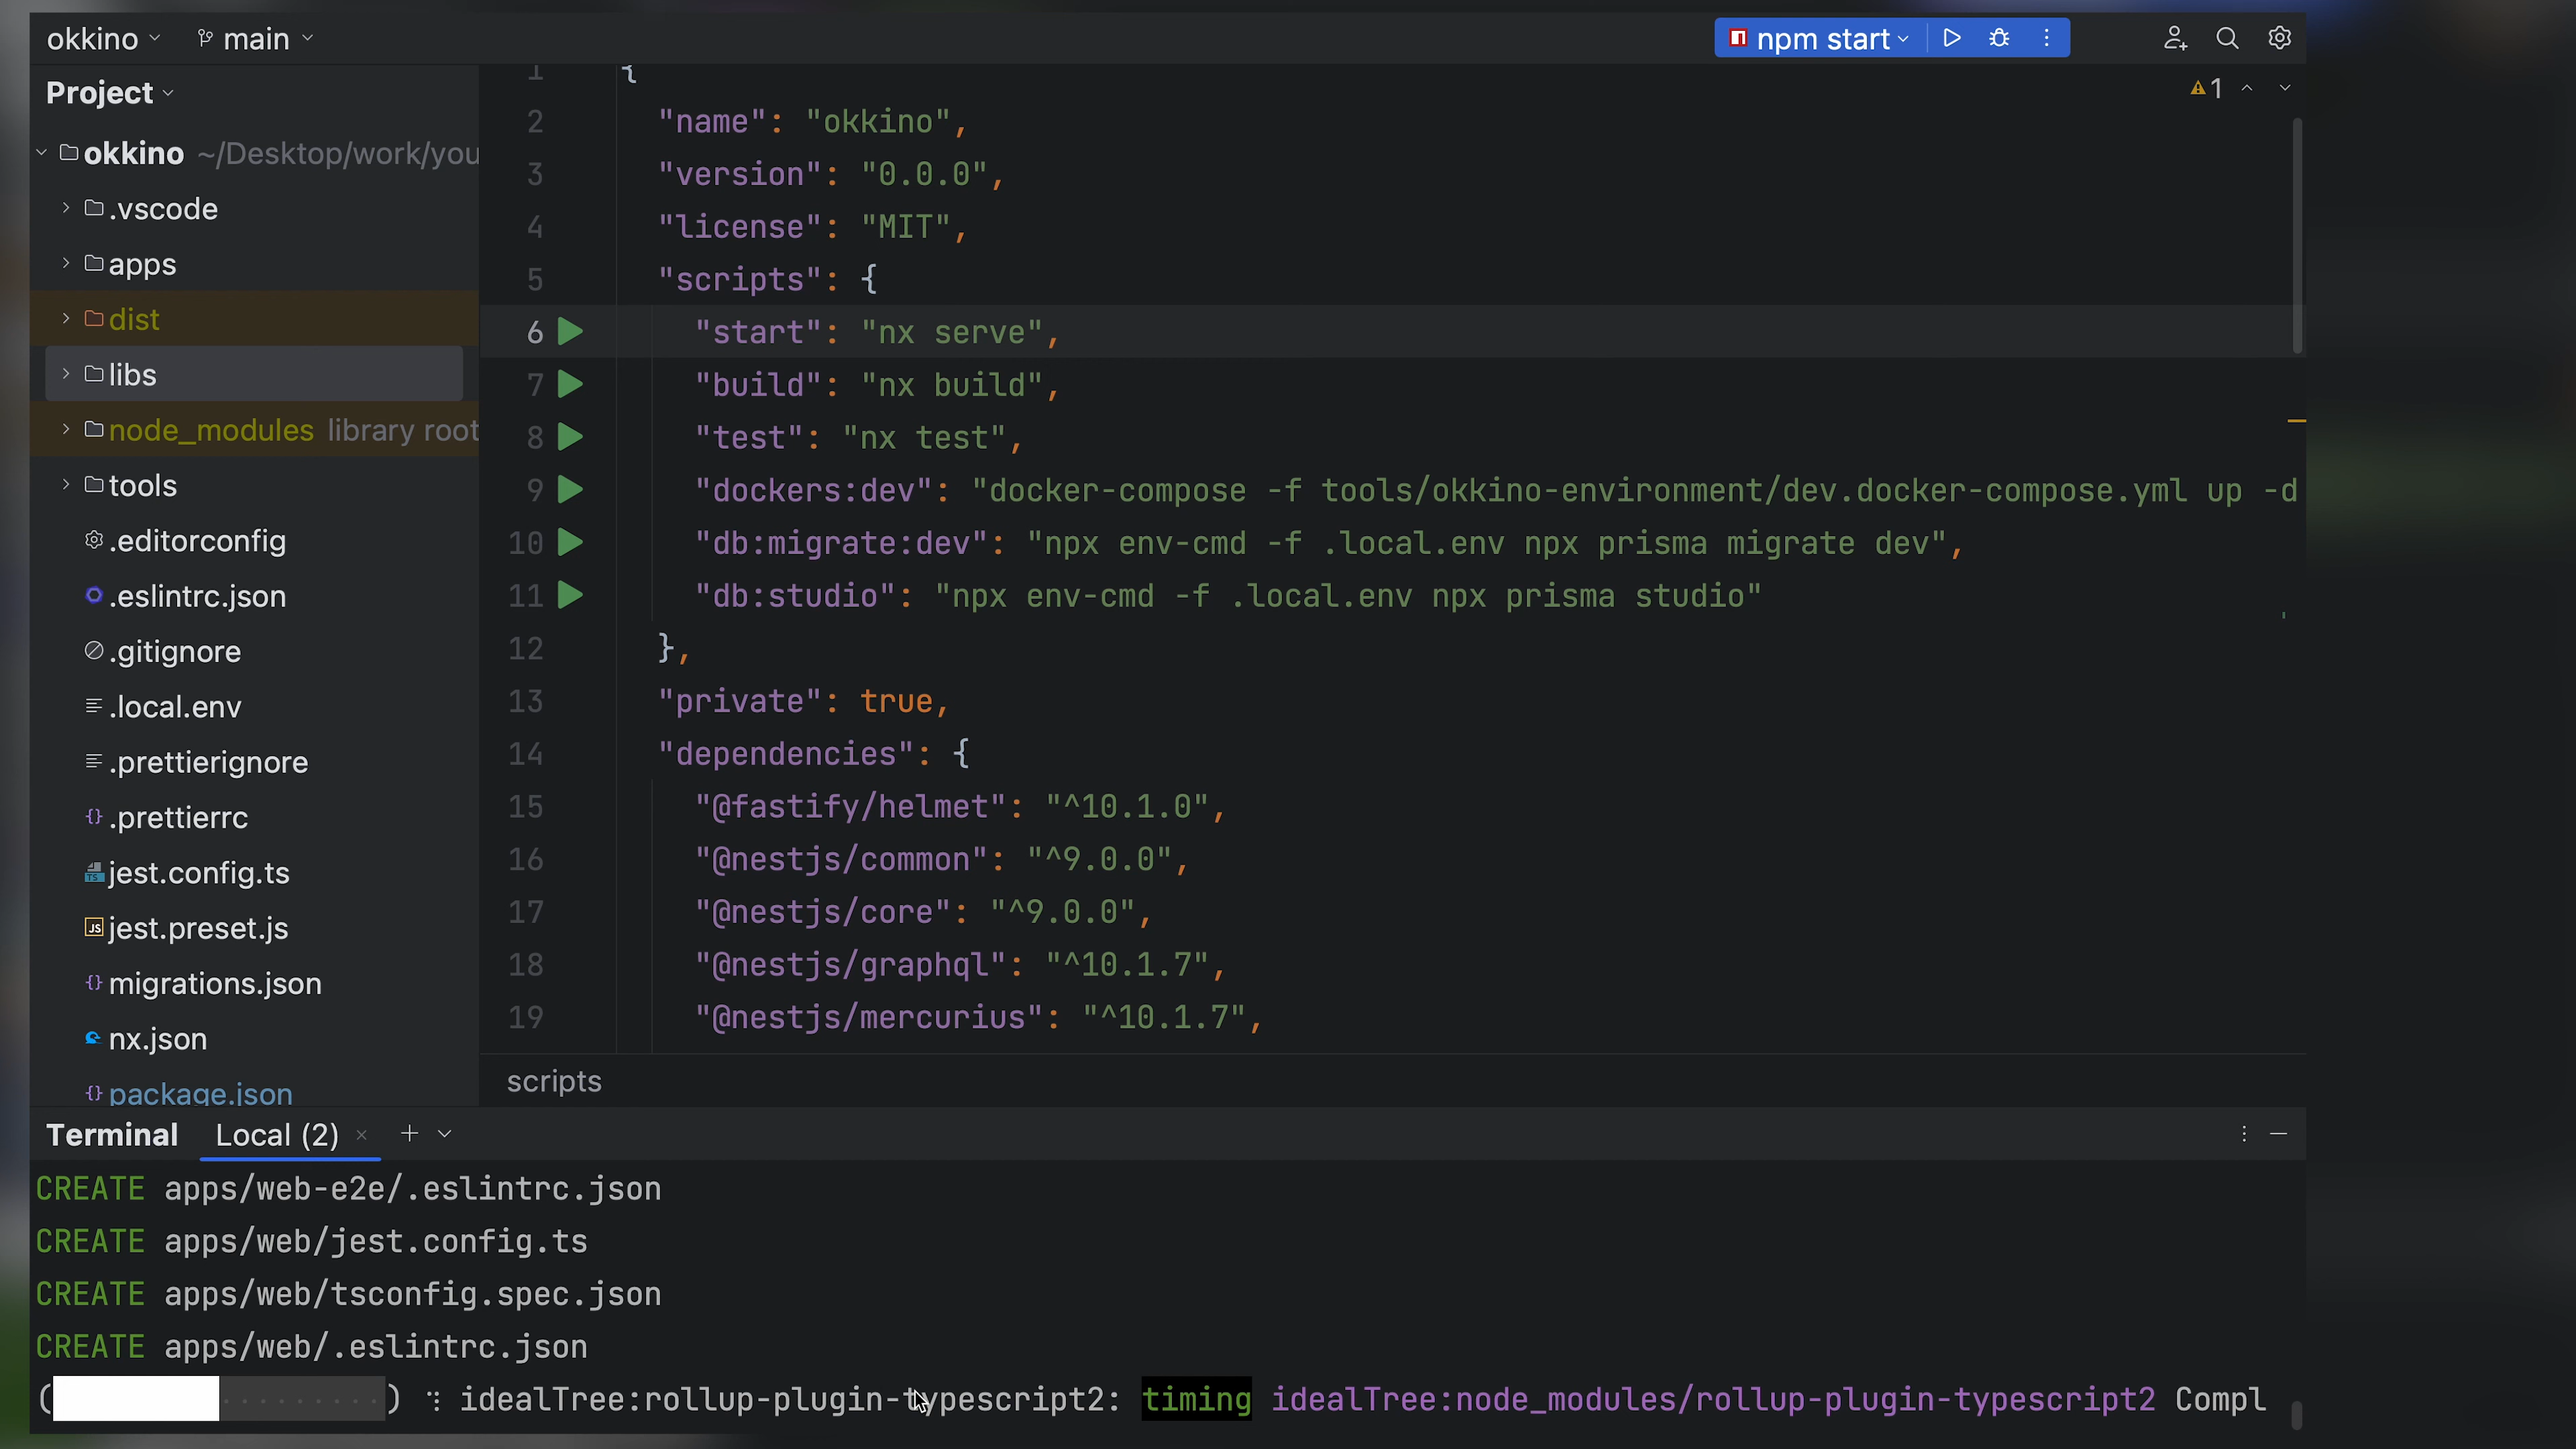 okkino main npm start
Project
okkino ~/Desktop/work/you
.vscode
apps
dist
libs
node_modules library root
tools
.editorconfig
.eslintrc.json
.gitignore
.local.env
.prettierignore
.prettierrc
jest.config.ts
jest.preset.js
migrations.json
nx.json
package.json
1
1 {
2 "name": "okkino",
3 "version": "0.0.0",
4 "license": "MIT",
5 "scripts": {
6 "start": "nx serve",
7 "build": "nx build",
8 "test": "nx test",
9 "dockers:dev": "docker-compose -f tools/okkino-environment/dev.docker-compose.yml up -d
10 "db:migrate:dev": "npx env-cmd -f .local.env npx prisma migrate dev",
11 "db:studio": "npx env-cmd -f .local.env npx prisma studio"
12 },
13 "private": true,
14 "dependencies": {
15 "@fastify/helmet": "^10.1.0",
16 "@nestjs/common": "^9.0.0",
17 "@nestjs/core": "^9.0.0",
18 "@nestjs/graphql": "^10.1.7",
19 "@nestjs/mercurius": "^10.1.7",
scripts
Terminal Local (2)
CREATE apps/web-e2e/.eslintrc.json
CREATE apps/web/jest.config.ts
CREATE apps/web/tsconfig.spec.json
CREATE apps/web/.eslintrc.json
(.........) ⠹ idealTree:rollup-plugin-typescript2: timing idealTree:node_modules/rollup-plugin-typescript2 Compl